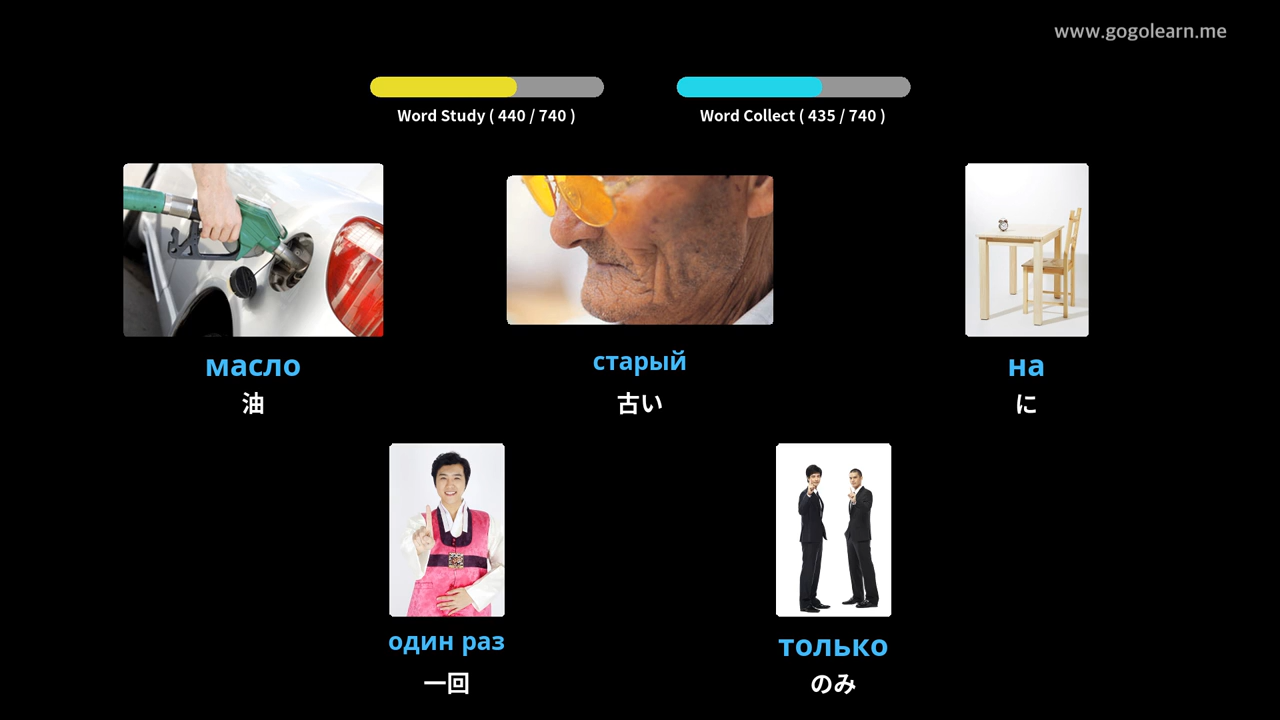 www.gogolearn.me
Word Study ( 440 / 740 )
Word Collect ( 435 / 740 )
масло
油
старый
古い
на
に
один раз
一回
только
のみ